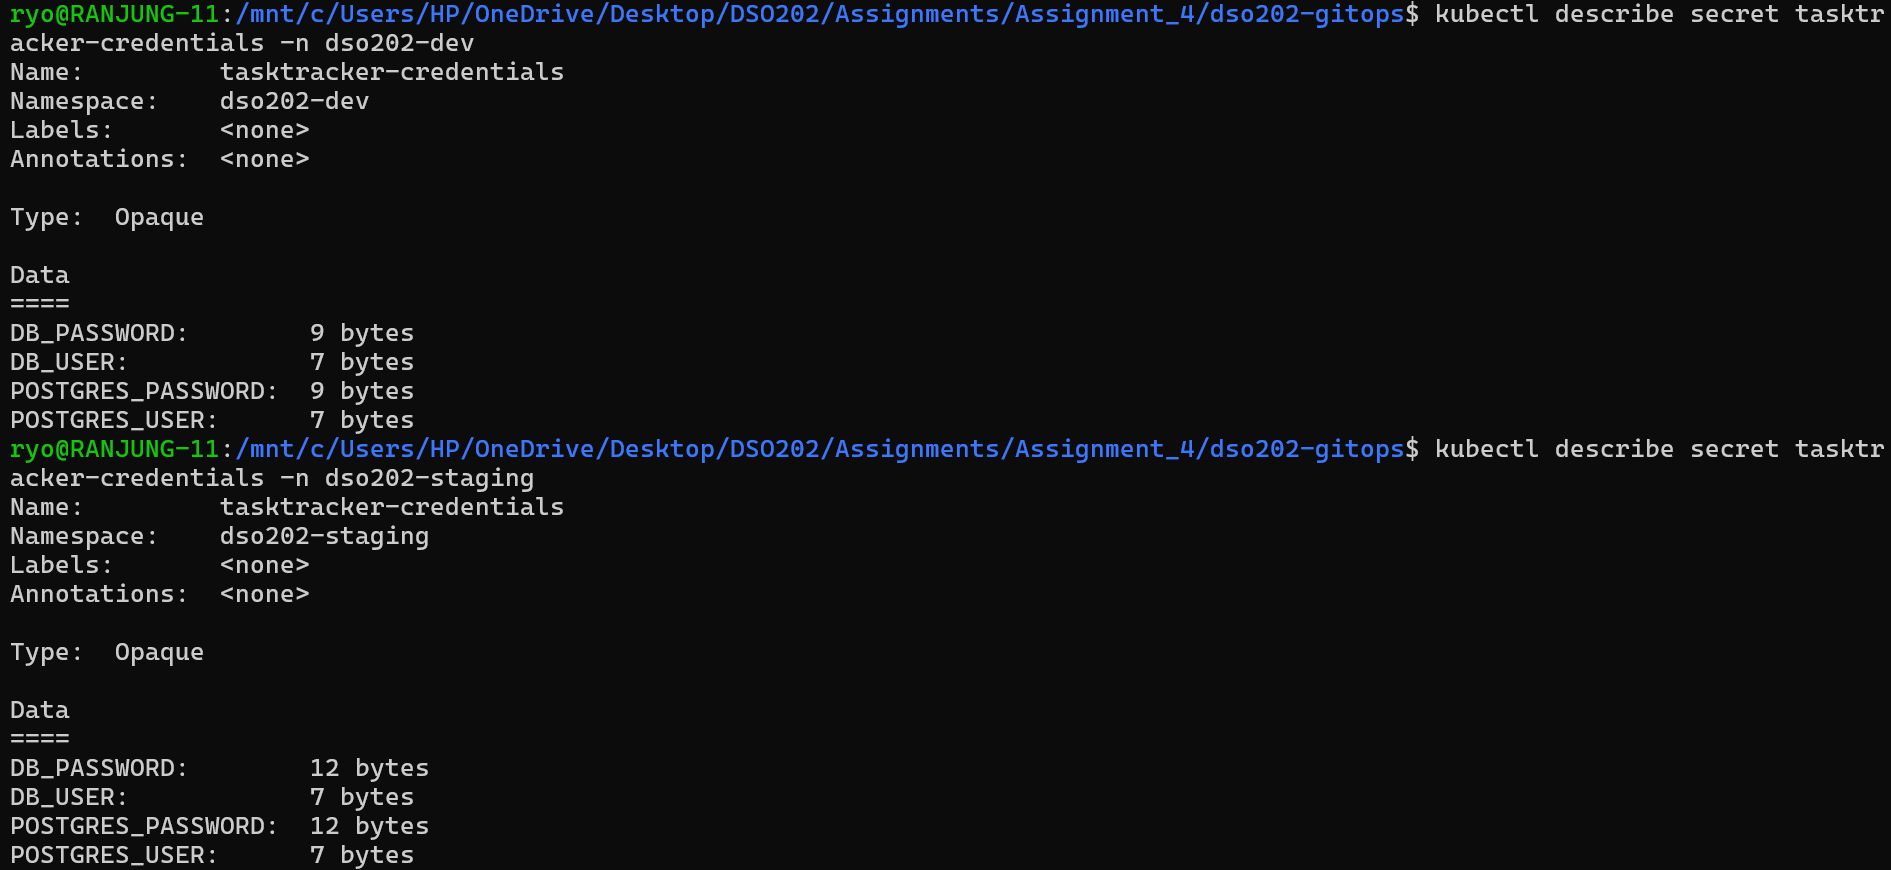 ryo@RANJUNG-11:/mnt/c/Users/HP/OneDrive/Desktop/DSO202/Assignments/Assignment_4/dso202-gitops$ kubectl describe secret tasktr
acker-credentials -n dso202-dev
Name:         tasktracker-credentials
Namespace:    dso202-dev
Labels:       <none>
Annotations:  <none>

Type:  Opaque

Data
====
DB_PASSWORD:        9 bytes
DB_USER:            7 bytes
POSTGRES_PASSWORD:  9 bytes
POSTGRES_USER:      7 bytes
ryo@RANJUNG-11:/mnt/c/Users/HP/OneDrive/Desktop/DSO202/Assignments/Assignment_4/dso202-gitops$ kubectl describe secret tasktr
acker-credentials -n dso202-staging
Name:         tasktracker-credentials
Namespace:    dso202-staging
Labels:       <none>
Annotations:  <none>

Type:  Opaque

Data
====
DB_PASSWORD:        12 bytes
DB_USER:            7 bytes
POSTGRES_PASSWORD:  12 bytes
POSTGRES_USER:      7 bytes